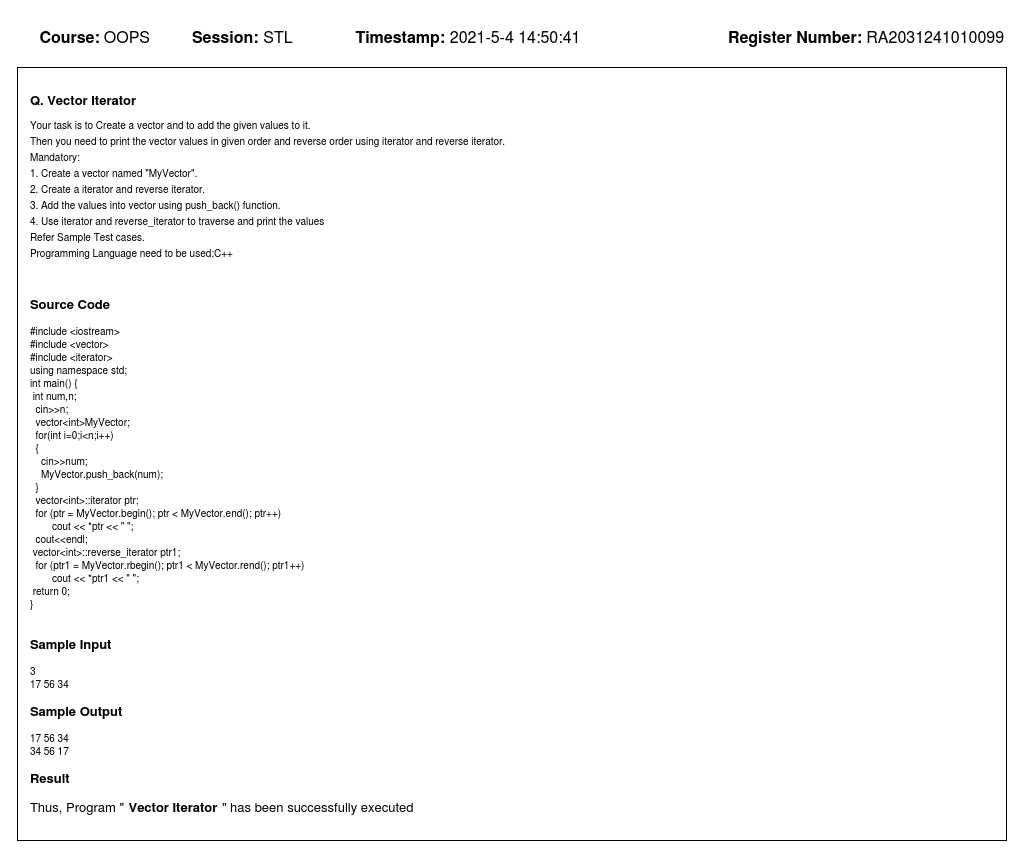 Course: OOPS Session: STL Timestamp: 2021-5-4 14:50:41 Register Number: RA2031241010099
Q. Vector Iterator
Your task is to Create a vector and to add the given values to it.
Then you need to print the vector values in given order and reverse order using iterator and reverse iterator.
Mandatory:
1. Create a vector named "MyVector".
2. Create a iterator and reverse iterator.
3. Add the values into vector using push_back() function.
4. Use iterator and reverse_iterator to traverse and print the values
Refer Sample Test cases.
Programming Language need to be used:C++
Source Code
#include <iostream>
#include <vector>
#include <iterator>
using namespace std;
int main() {
 int num,n;
  cin>>n;
  vector<int>MyVector;
  for(int i=0;i<n;i++)
  {
    cin>>num;
    MyVector.push_back(num);
  }
  vector<int>::iterator ptr;
  for (ptr = MyVector.begin(); ptr < MyVector.end(); ptr++)
        cout << *ptr << " ";
  cout<<endl;
 vector<int>::reverse_iterator ptr1;
  for (ptr1 = MyVector.rbegin(); ptr1 < MyVector.rend(); ptr1++)
        cout << *ptr1 << " ";
 return 0;
}
Sample Input
3
17 56 34
Sample Output
17 56 34
34 56 17
Result
Thus, Program " Vector Iterator " has been successfully executed